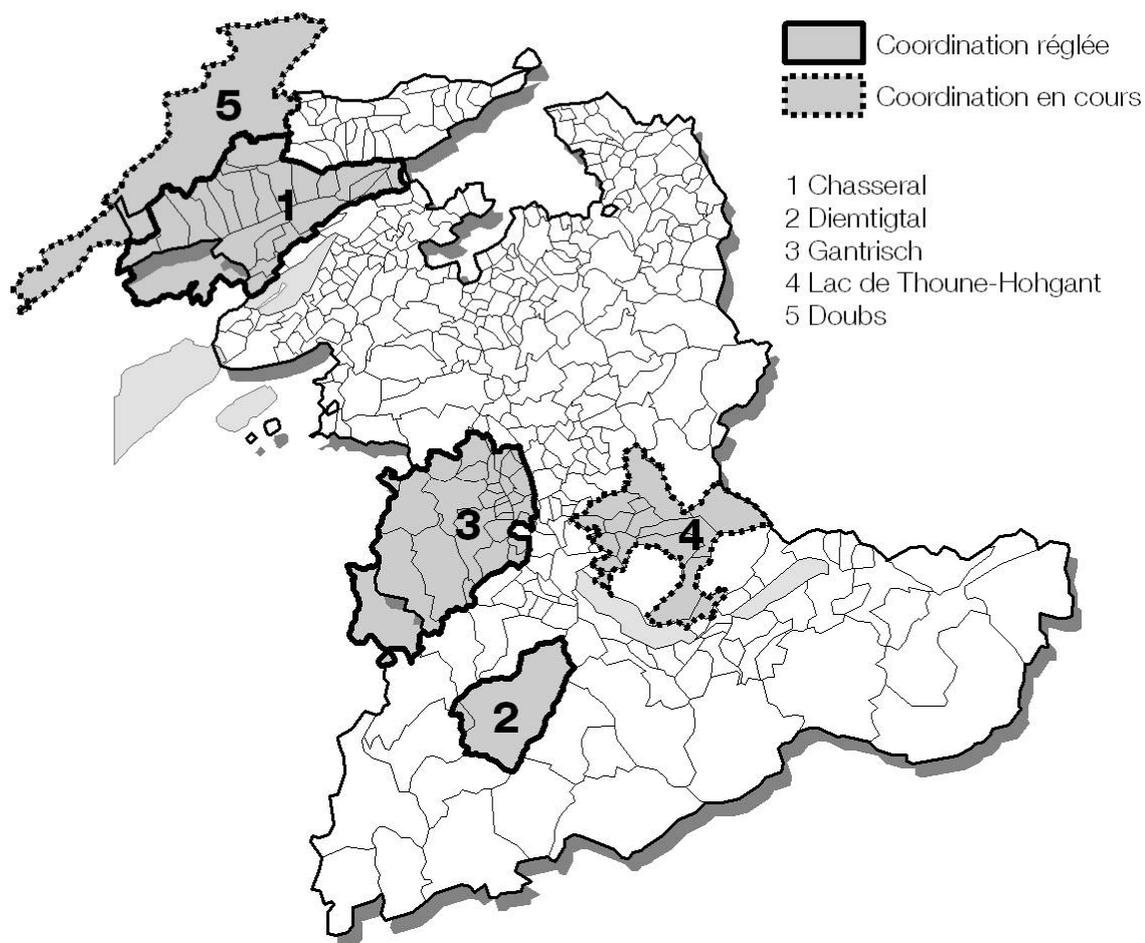 Coordination réglée
Coordination en cours
1 Chasseral
2 Diemtigtal
3 Gantrisch
4 Lac de Thoune-Hohgant
5 Doubs
5
1
3
4
2